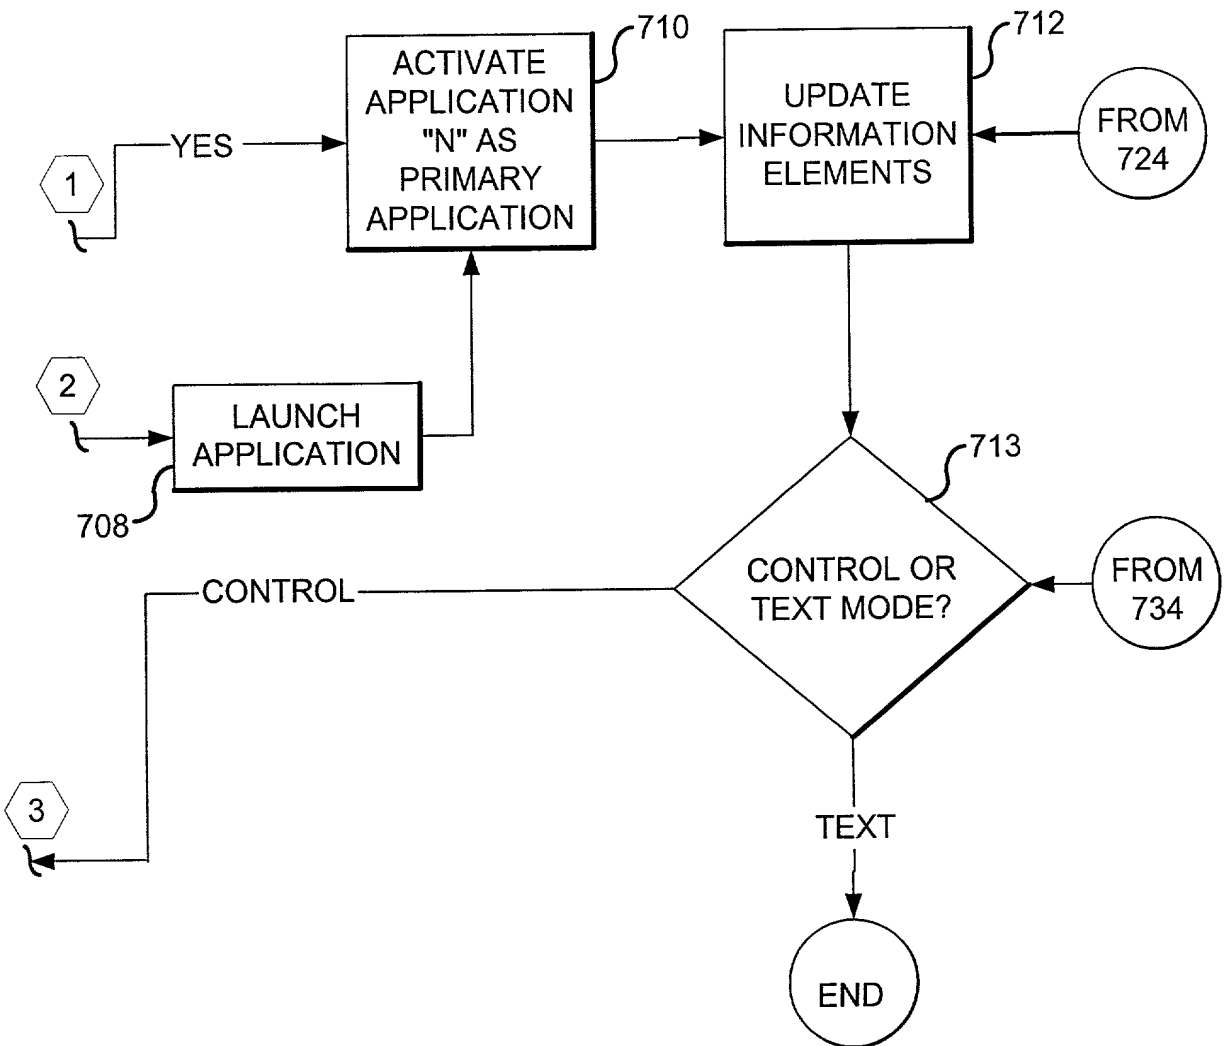 710
712
ACTIVATE
APPLICATION
"N" AS
PRIMARY
APPLICATION
UPDATE
INFORMATION
ELEMENTS
FROM
724
YES
1
2
LAUNCH
APPLICATION
708
713
CONTROL OR
TEXT MODE?
FROM
734
CONTROL
3
TEXT
END